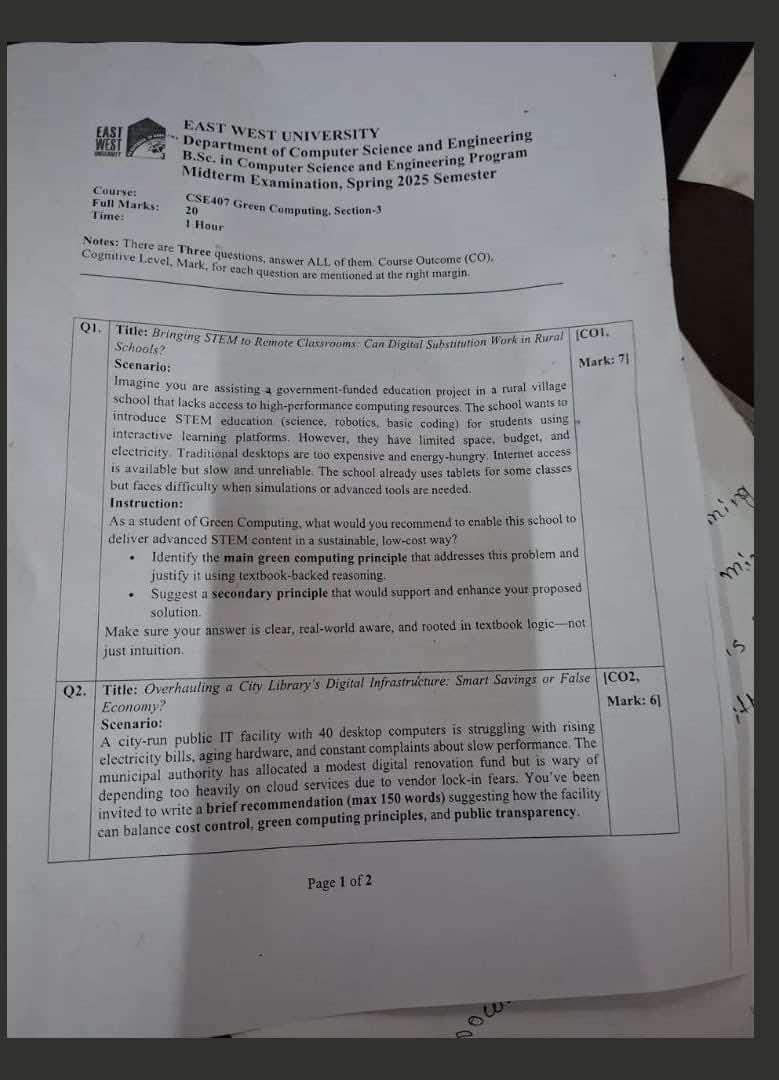 EAST
WEST
UNIVERSITY
EAST WEST UNIVERSITY
Department of Computer Science and Engineering
B.Sc. in Computer Science and Engineering Program
Midterm Examination, Spring 2025 Semester
Course: CSE407 Green Computing, Section-3
Full Marks: 20
Time: 1 Hour
Notes: There are Three questions, answer ALL of them. Course Outcome (CO),
Cognitive Level, Mark, for each question are mentioned at the right margin.
Q1. Title: Bringing STEM to Remote Classrooms: Can Digital Substitution Work in Rural [CO1,
Schools?
Mark: 7]
Scenario:
Imagine you are assisting a government-funded education project in a rural village
school that lacks access to high-performance computing resources. The school wants to
introduce STEM education (science, robotics, basic coding) for students using
interactive learning platforms. However, they have limited space, budget, and
electricity. Traditional desktops are too expensive and energy-hungry. Internet access
is available but slow and unreliable. The school already uses tablets for some classes
but faces difficulty when simulations or advanced tools are needed.
Instruction:
As a student of Green Computing, what would you recommend to enable this school to
deliver advanced STEM content in a sustainable, low-cost way?
• Identify the main green computing principle that addresses this problem and
justify it using textbook-backed reasoning.
• Suggest a secondary principle that would support and enhance your proposed
solution.
Make sure your answer is clear, real-world aware, and rooted in textbook logic—not
just intuition.
Q2. Title: Overhauling a City Library's Digital Infrastructure: Smart Savings or False [CO2,
Economy?
Mark: 6]
Scenario:
A city-run public IT facility with 40 desktop computers is struggling with rising
electricity bills, aging hardware, and constant complaints about slow performance. The
municipal authority has allocated a modest digital renovation fund but is wary of
depending too heavily on cloud services due to vendor lock-in fears. You've been
invited to write a brief recommendation (max 150 words) suggesting how the facility
can balance cost control, green computing principles, and public transparency.
Page 1 of 2
is